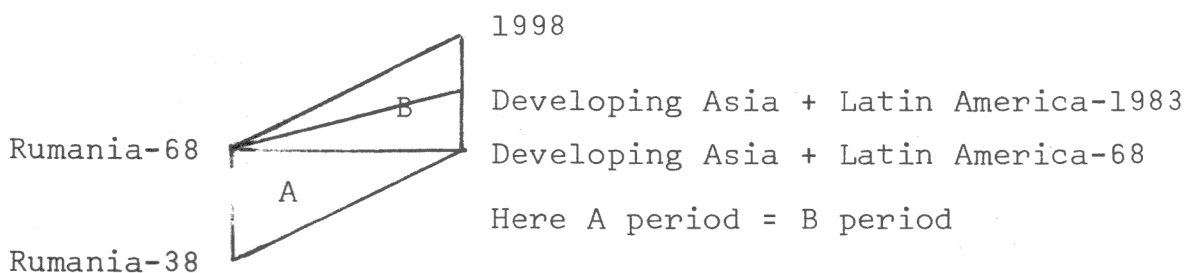 1998
B
Developing Asia + Latin America-1983
Rumania-68
Developing Asia + Latin America-68
A
Here A period = B period
Rumania-38